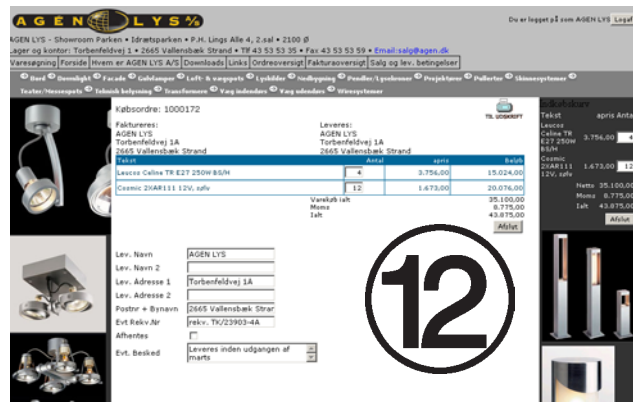 AGEN LYS A/S
Du er logget på som AGEN LYS Logaf
AGEN LYS - Showroom Parken • Idrætsparken • P.H. Lings Alle 4, 2.sal • 2100 Ø
Lager og kontor: Torbenfeldvej 1 • 2665 Vallensbæk Strand • Tlf 43 53 53 35 • Fax 43 53 53 59 • Email:salg@agen.dk
Varesøgning Forside Hvem er AGEN LYS A/S Downloads Links Ordreoversigt Fakturaoversigt Salg og lev. betingelser
Bord Downlight Facade Gulvlamper Loft- & vægspots Lyskilder Nedbygning Pendler/Lysekroner Projektører Pullerter Skinnesystemer
Teater/Messespots Teknisk belysning Transformere Væg indendørs Væg udendørs Wiresystemer
Købsordre: 1000172
TIL UDSKRIFT
Faktureres:
AGEN LYS
Torbenfeldvej 1A
2665 Vallensbæk Strand
Leveres:
AGEN LYS
Torbenfeldvej 1A
2665 Vallensbæk Strand
Tekst Antal apris Beløb
Leucos Celine TR E27 250W BS/H 4 3.756,00 15.024,00
Cosmic 2XAR111 12V, sølv 12 1.673,00 20.076,00
Varekøb ialt 35.100,00
Moms 8.775,00
Ialt 43.875,00
Afslut
Lev. Navn AGEN LYS
Lev. Navn 2
Lev. Adresse 1 Torbenfeldvej 1A
Lev. Adresse 2
Postnr + Bynavn 2665 Vallensbæk Stran
Evt Rekv.Nr rekv. TK/23903-4A
Afhentes
Evt. Besked Leveres inden udgangen af
marts
12
Indkøbskurv
Tekst apris Anta
Leucos
Celine TR
E27 250W
BS/H 3.756,00 4
Cosmic
2XAR111
12V, sølv 1.673,00 12
Netto 35.100,00
Moms 8.775,00
Ialt 43.875,00
Afslut